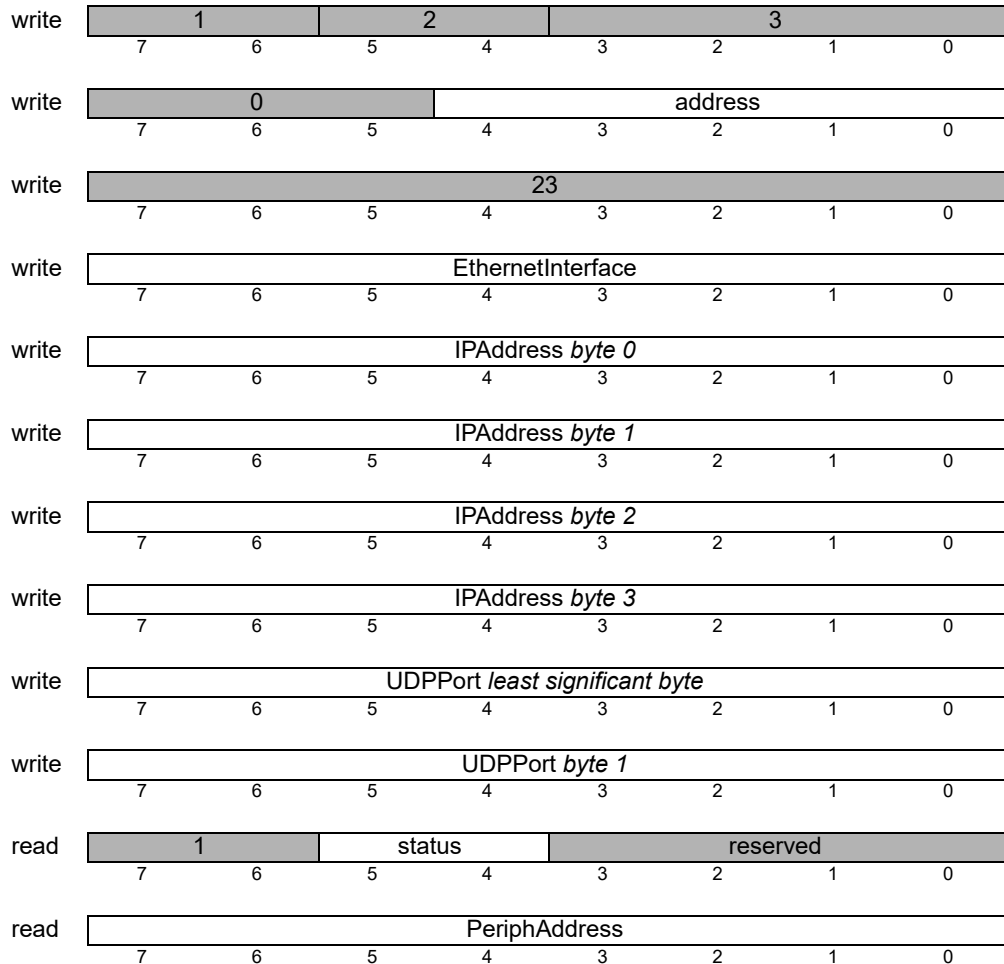 write 1 2 3
7 6 5 4 3 2 1 0
write 0 address
7 6 5 4 3 2 1 0
write 23
7 6 5 4 3 2 1 0
write EthernetInterface
7 6 5 4 3 2 1 0
write IPAddress byte 0
7 6 5 4 3 2 1 0
write IPAddress byte 1
7 6 5 4 3 2 1 0
write IPAddress byte 2
7 6 5 4 3 2 1 0
write IPAddress byte 3
7 6 5 4 3 2 1 0
write UDPPort least significant byte
7 6 5 4 3 2 1 0
write UDPPort byte 1
7 6 5 4 3 2 1 0
read 1 status reserved
7 6 5 4 3 2 1 0
read PeriphAddress
7 6 5 4 3 2 1 0